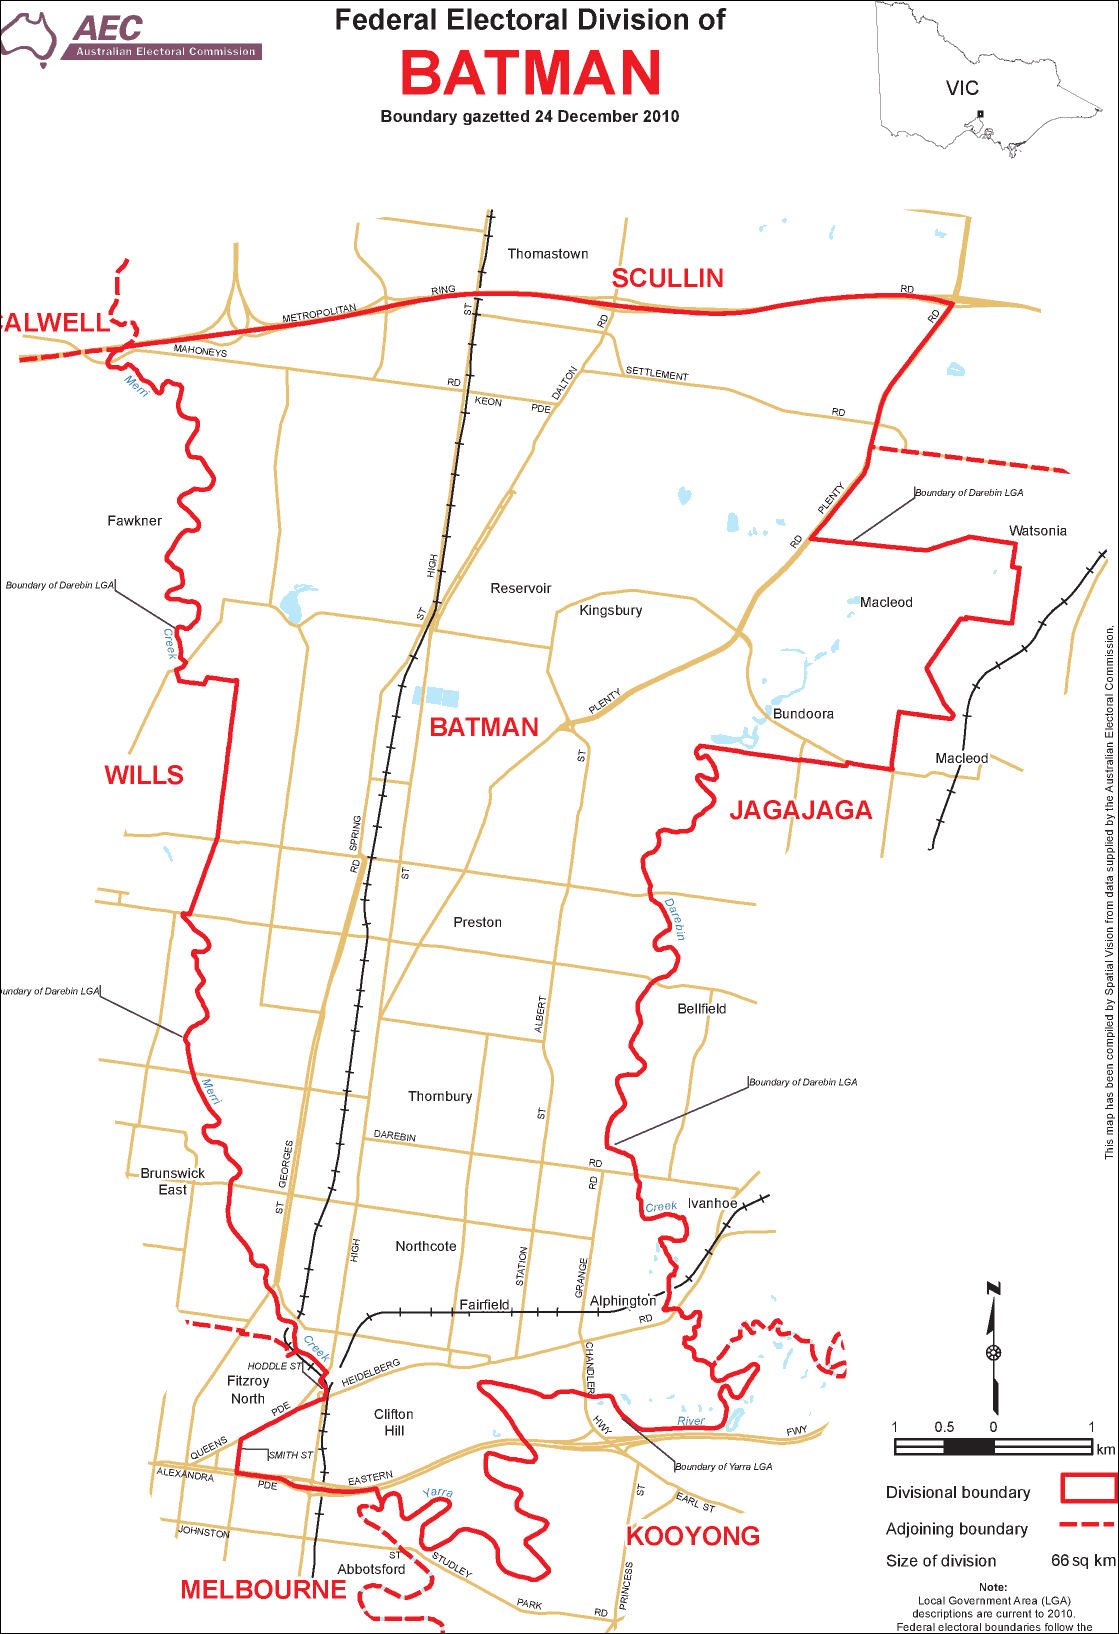 AEC
Australian Electoral Commission
Federal Electoral Division of
BATMAN
Boundary gazetted 24 December 2010
VIC
Thomastown
SCULLIN
RING
RD
METROPOLITAN
ST
RD
RD
CALWELL
MAHONEYS
Merri
RD
KEON
PDE
DALTON
SETTLEMENT
RD
PLENTY
Boundary of Darebin LGA
Fawkner
Watsonia
RD
HIGH
Boundary of Darebin LGA
Reservoir
ST
Kingsbury
Macleod
Creek
PLENTY
BATMAN
Bundoora
ST
Macleod
WILLS
JAGAJAGA
SPRING
RD
ST
Preston
Darebin
Boundary of Darebin LGA
ALBERT
Bellfield
Merri
Thornbury
ST
Boundary of Darebin LGA
DAREBIN
RD
RD
GEORGES
ST
Brunswick
East
Creek
Ivanhoe
HIGH
Northcote
STATION
GRANGE
Fairfield
Alphington
RD
Creek
HODDLE ST
Fitzroy
North
HEIDELBERG
CHANDLER
HWY
PDE
Clifton
Hill
River
FWY
QUEENS
SMITH ST
Boundary of Yarra LGA
ALEXANDRA
PDE
EASTERN
Yarra
ST
EARL ST
JOHNSTON
ST
Abbotsford
STUDLEY
PARK
RD
PRINCESS
KOOYONG
MELBOURNE
N
1 0.5 0 1
km
Divisional boundary
Adjoining boundary
Size of division 66 sq km
Note:
Local Government Area (LGA)
descriptions are current to 2010.
Federal electoral boundaries follow the
This map has been compiled by Spatial Vision from data supplied by the Australian Electoral Commission.